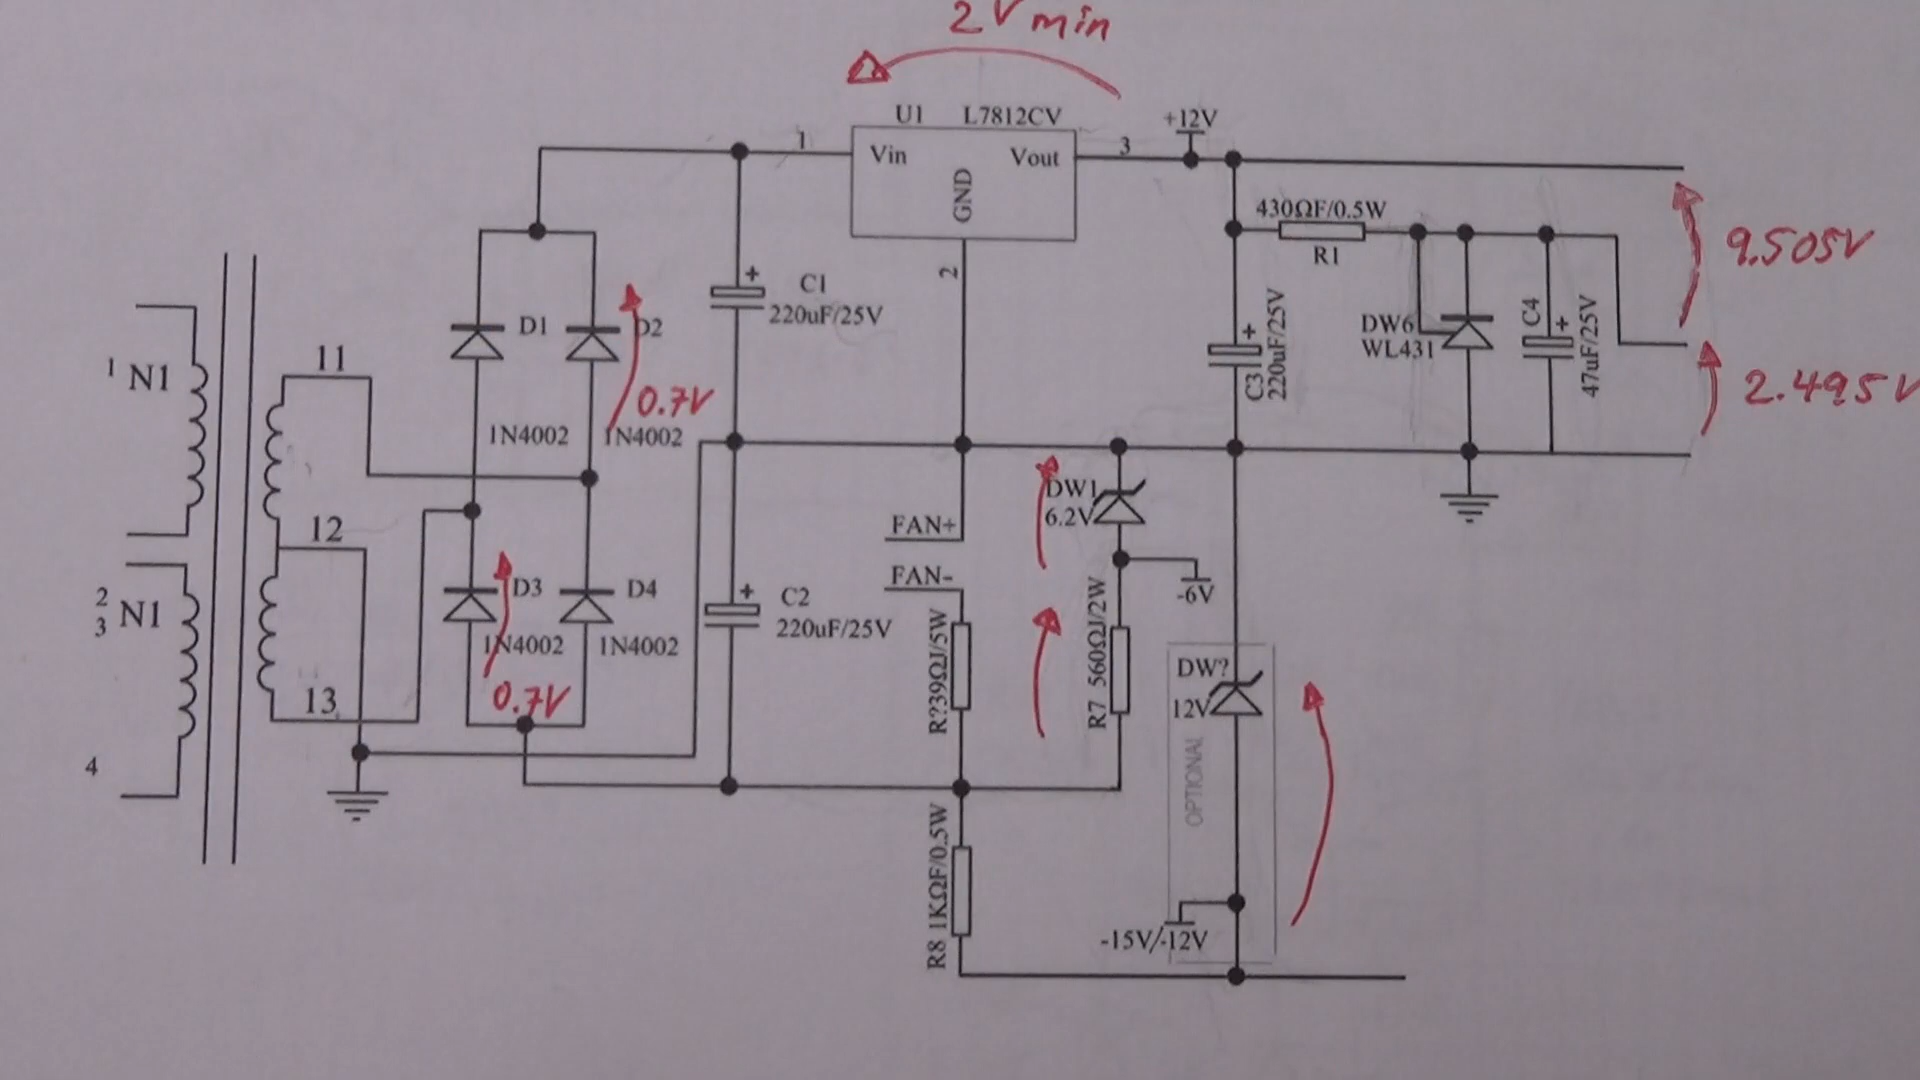 2V min
U1 L7812CV
+12V
1
Vin
Vout
3
GND
2
430ΩF/0.5W
R1
9.505V
C1
220uF/25V
D1
D2
0.7V
1N4002
1N4002
C3
220uF/25V
DW6
WL431
C4
47uF/25V
2.495V
1
N1
11
12
13
2
3
N1
4
D3
D4
1N4002
1N4002
0.7V
C2
220uF/25V
FAN+
FAN-
DW1
6.2V
-6V
R?39ΩJ/5W
R7 560ΩJ/2W
DW?
12V
OPTIONAL
R8 1KΩF/0.5W
-15V/-12V